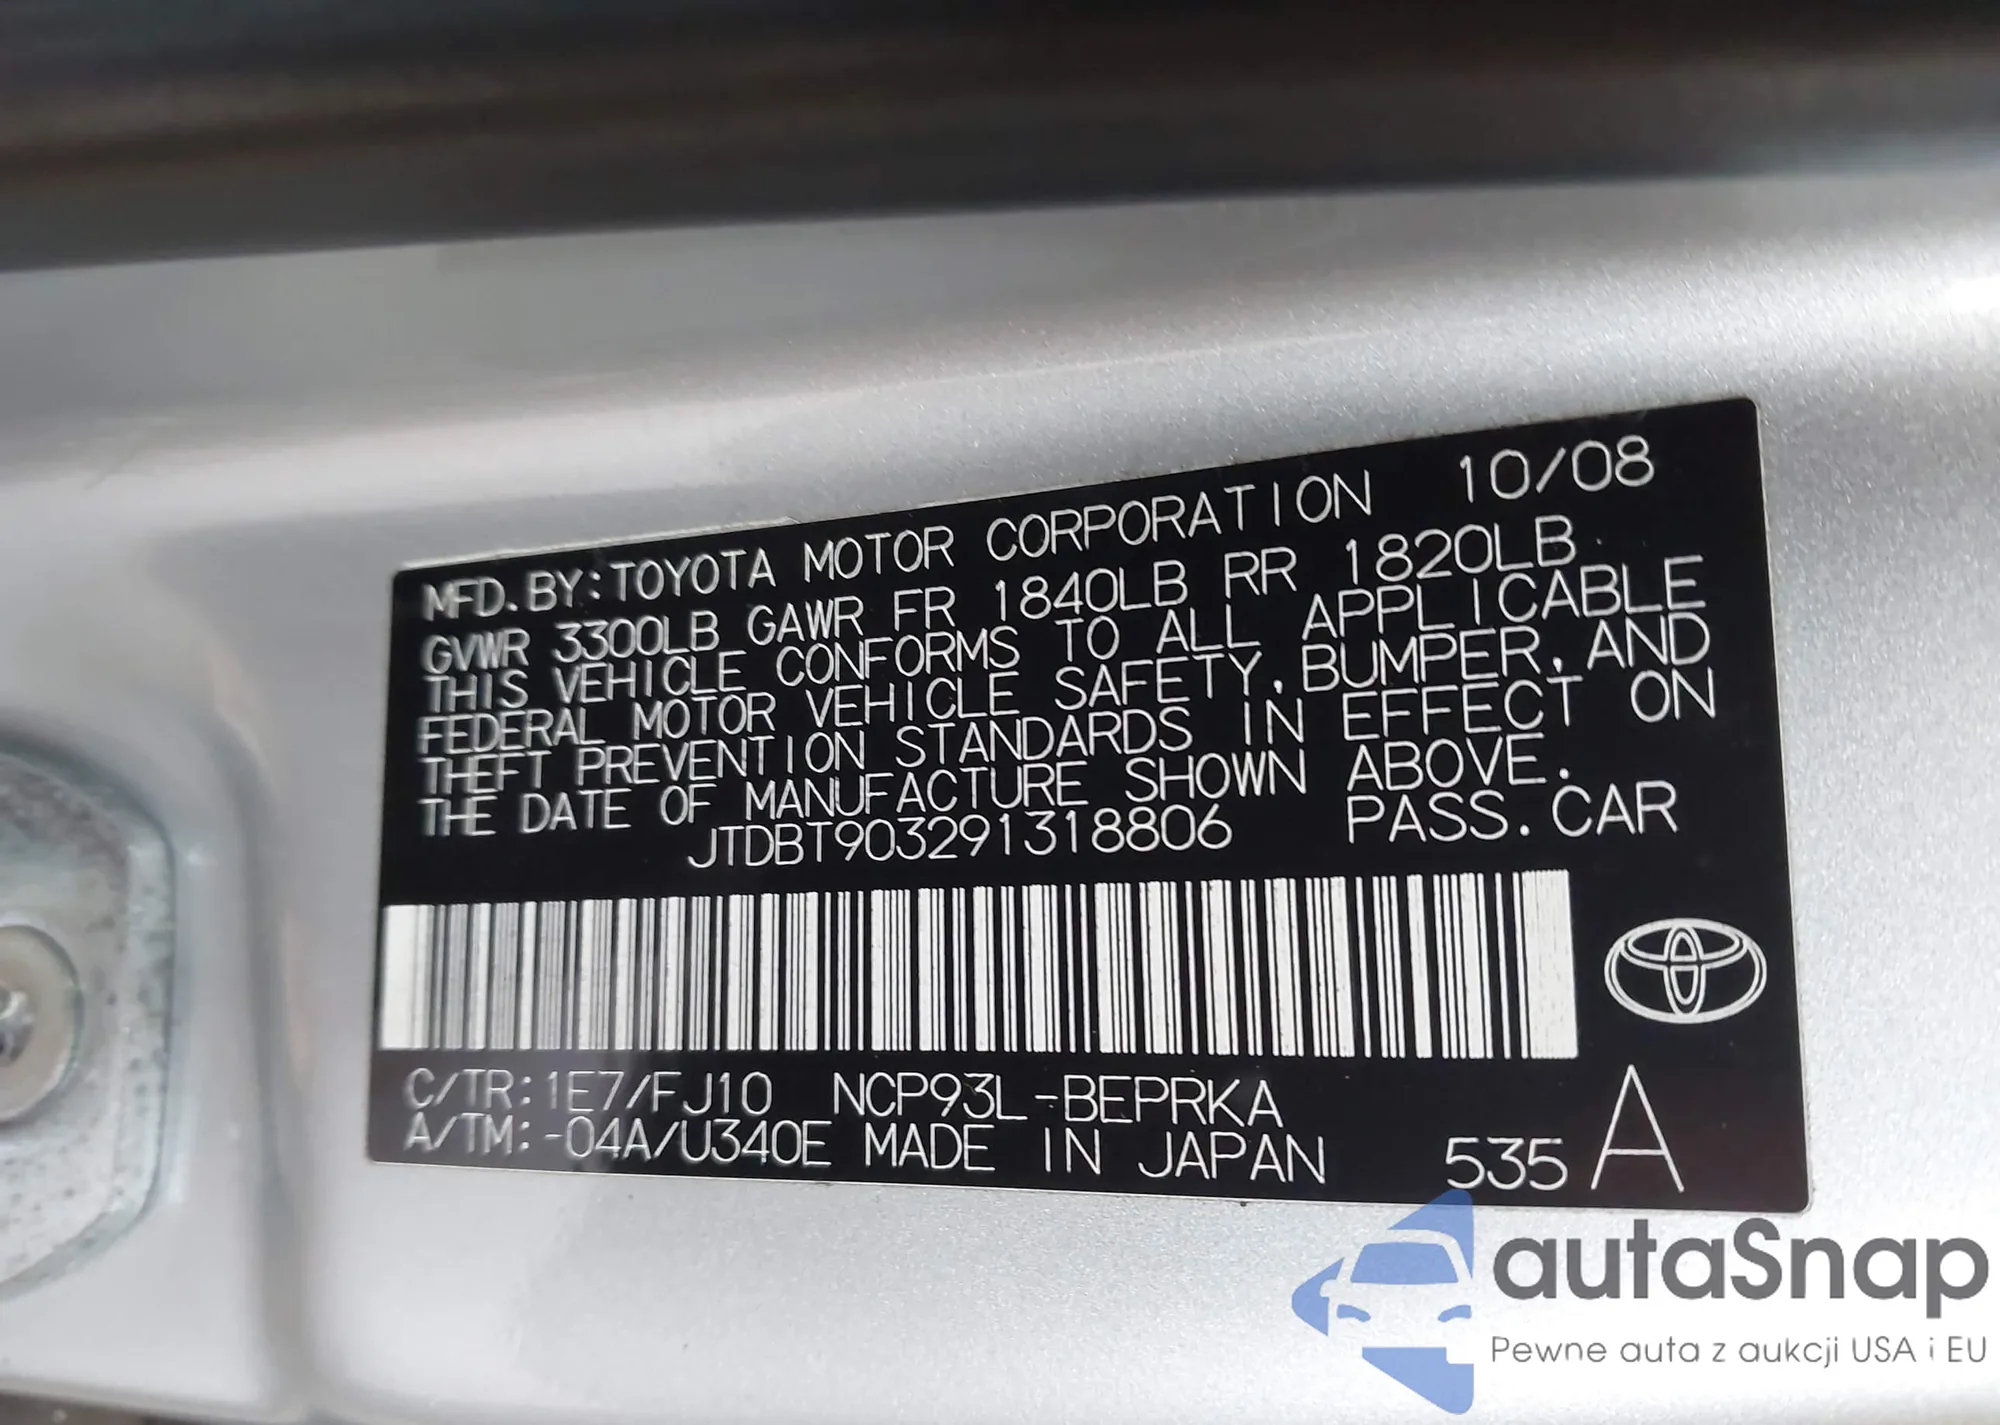 MFD. BY: TOYOTA MOTOR CORPORATION 10/08
GVWR 3300LB GAWR FR 1840LB RR 1820LB
THIS VEHICLE CONFORMS TO ALL APPLICABLE
FEDERAL MOTOR VEHICLE SAFETY, BUMPER, AND
THEFT PREVENTION STANDARDS IN EFFECT ON
THE DATE OF MANUFACTURE SHOWN ABOVE.
JTDBT903291318806 PASS. CAR
C/TR: 1E7/FJ10 NCP93L-BEPRKA
A/TM: -04A/U340E MADE IN JAPAN 535 A
autaSnap
Pewne auta z aukcji USA i EU